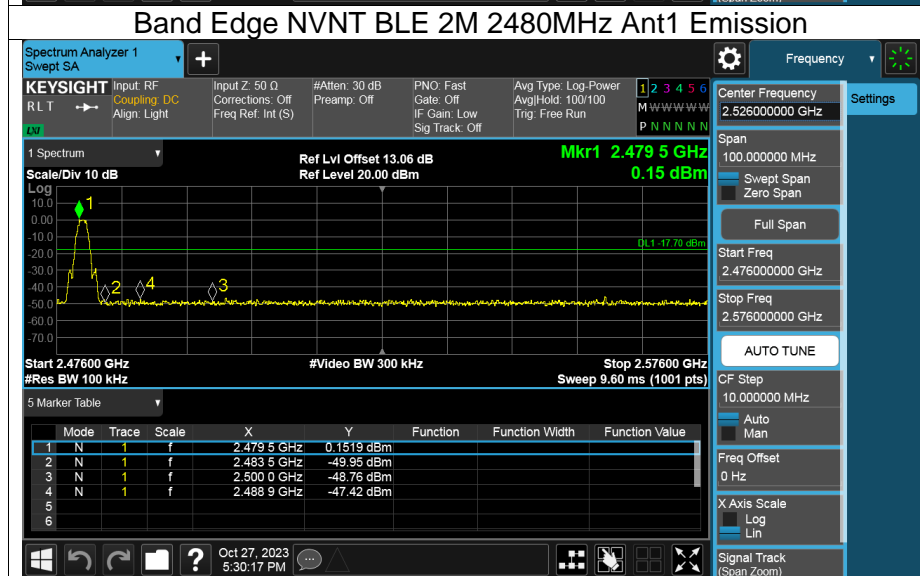 (Span Zoom)
Band Edge NVNT BLE 2M 2480MHz Ant1 Emission
Spectrum Analyzer 1
Swept SA
+
Frequency
KEYSIGHT
RLT
LXI
Input: RF
Coupling: DC
Align: Light
Input Z: 50 Ω
Corrections: Off
Freq Ref: Int (S)
#Atten: 30 dB
Preamp: Off
PNO: Fast
Gate: Off
IF Gain: Low
Sig Track: Off
Avg Type: Log-Power
Avg|Hold: 100/100
Trig: Free Run
1 2 3 4 5 6
M W W W W W
P N N N N N
1 Spectrum
Scale/Div 10 dB
Ref Lvl Offset 13.06 dB
Ref Level 20.00 dBm
Mkr1 2.479 5 GHz
0.15 dBm
Log
10.0
0.00
-10.0
-20.0
-30.0
-40.0
-50.0
-60.0
-70.0
1
2
4
3
DL1 -17.70 dBm
Start 2.47600 GHz
#Res BW 100 kHz
#Video BW 300 kHz
Stop 2.57600 GHz
Sweep 9.60 ms (1001 pts)
5 Marker Table
Mode Trace Scale X Y Function Function Width Function Value
1 N 1 f 2.479 5 GHz 0.1519 dBm
2 N 1 f 2.483 5 GHz -49.95 dBm
3 N 1 f 2.500 0 GHz -48.76 dBm
4 N 1 f 2.488 9 GHz -47.42 dBm
5
6
?
Oct 27, 2023
5:30:17 PM
Center Frequency
2.526000000 GHz
Settings
Span
100.000000 MHz
Swept Span
Zero Span
Full Span
Start Freq
2.476000000 GHz
Stop Freq
2.576000000 GHz
AUTO TUNE
CF Step
10.000000 MHz
Auto
Man
Freq Offset
0 Hz
X Axis Scale
Log
Lin
Signal Track
(Span Zoom)